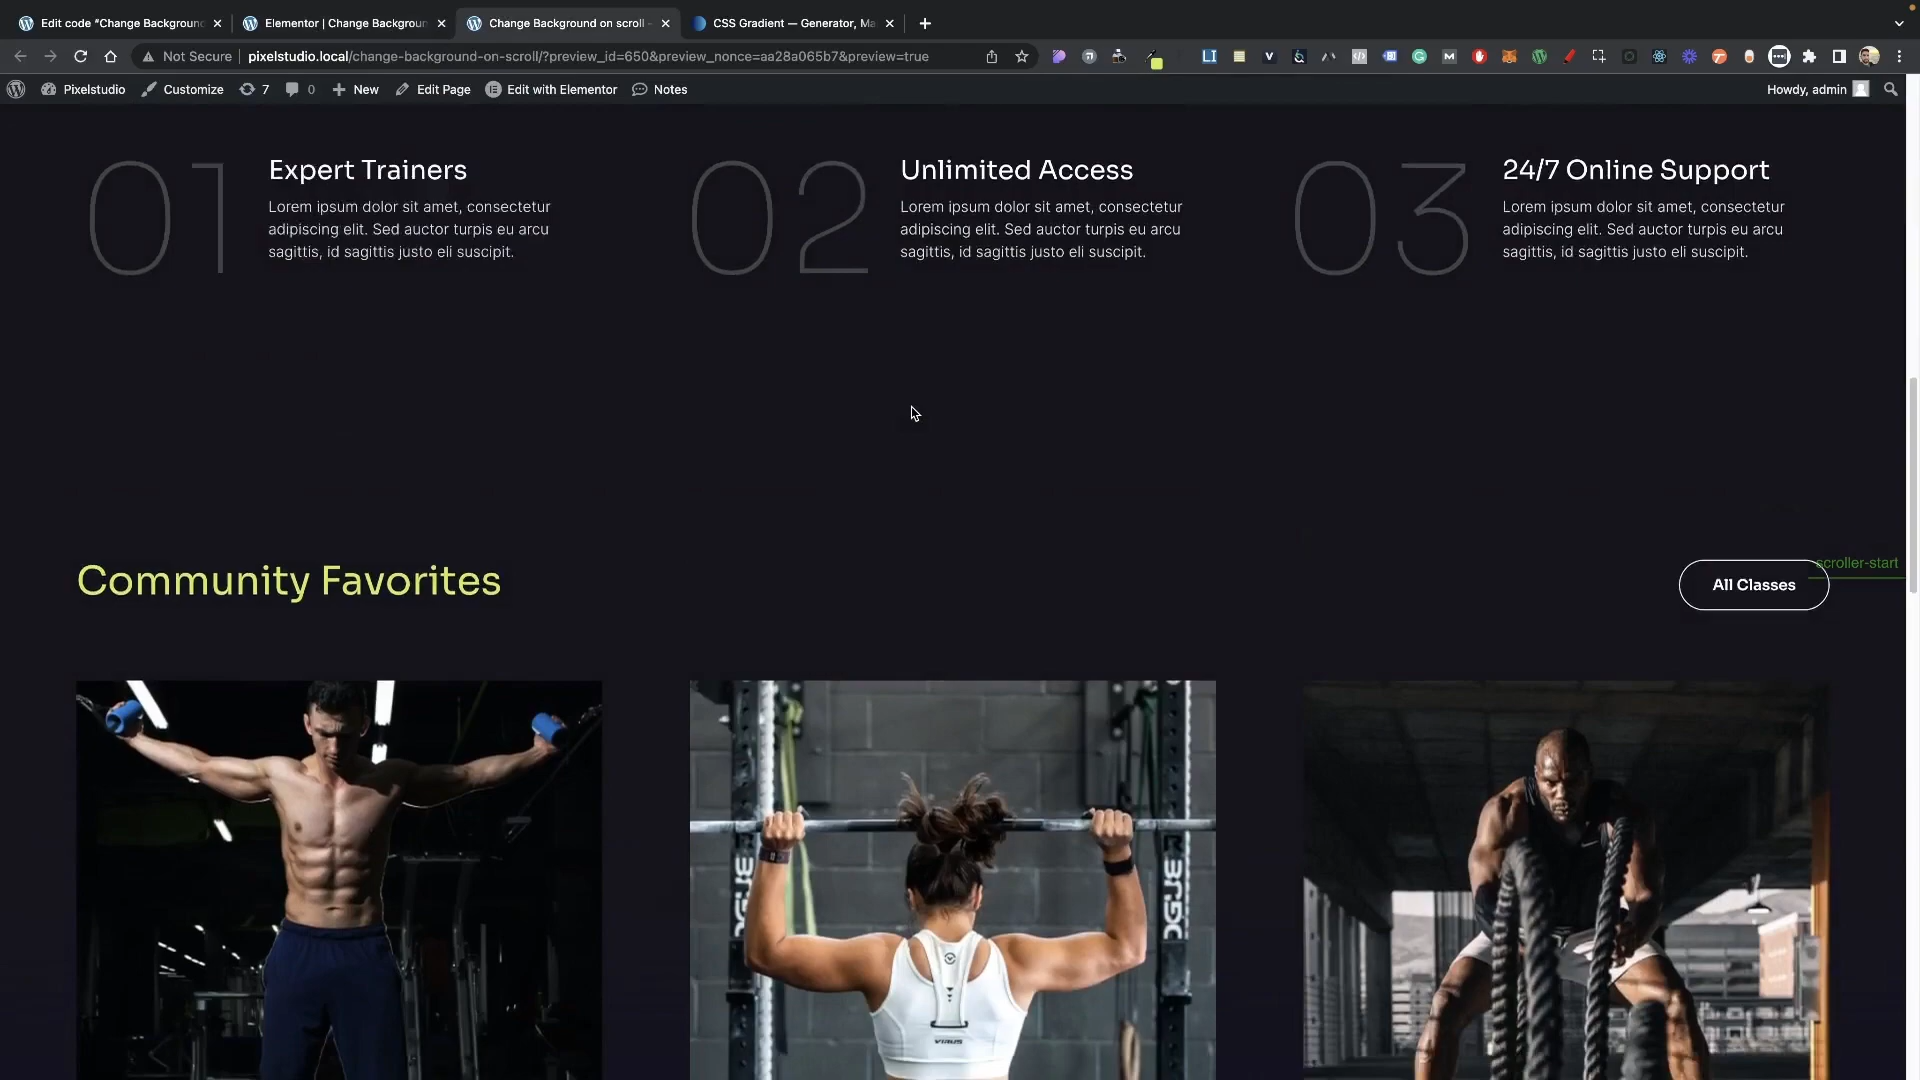 Edit code "Change Background
Elementor | Change Backgroun
Change Background on scroll -
CSS Gradient — Generator, Ma
Not Secure
pixelstudio.local/change-background-on-scroll/?preview_id=650&preview_nonce=aa28a065b7&preview=true
Pixelstudio
Customize
7
0
New
Edit Page
Edit with Elementor
Notes
Howdy, admin
01
Expert Trainers
Lorem ipsum dolor sit amet, consectetur
adipiscing elit. Sed auctor turpis eu arcu
sagittis, id sagittis justo eli suscipit.
02
Unlimited Access
Lorem ipsum dolor sit amet, consectetur
adipiscing elit. Sed auctor turpis eu arcu
sagittis, id sagittis justo eli suscipit.
03
24/7 Online Support
Lorem ipsum dolor sit amet, consectetur
adipiscing elit. Sed auctor turpis eu arcu
sagittis, id sagittis justo eli suscipit.
Community Favorites
scroller-start
All Classes
VIRUS